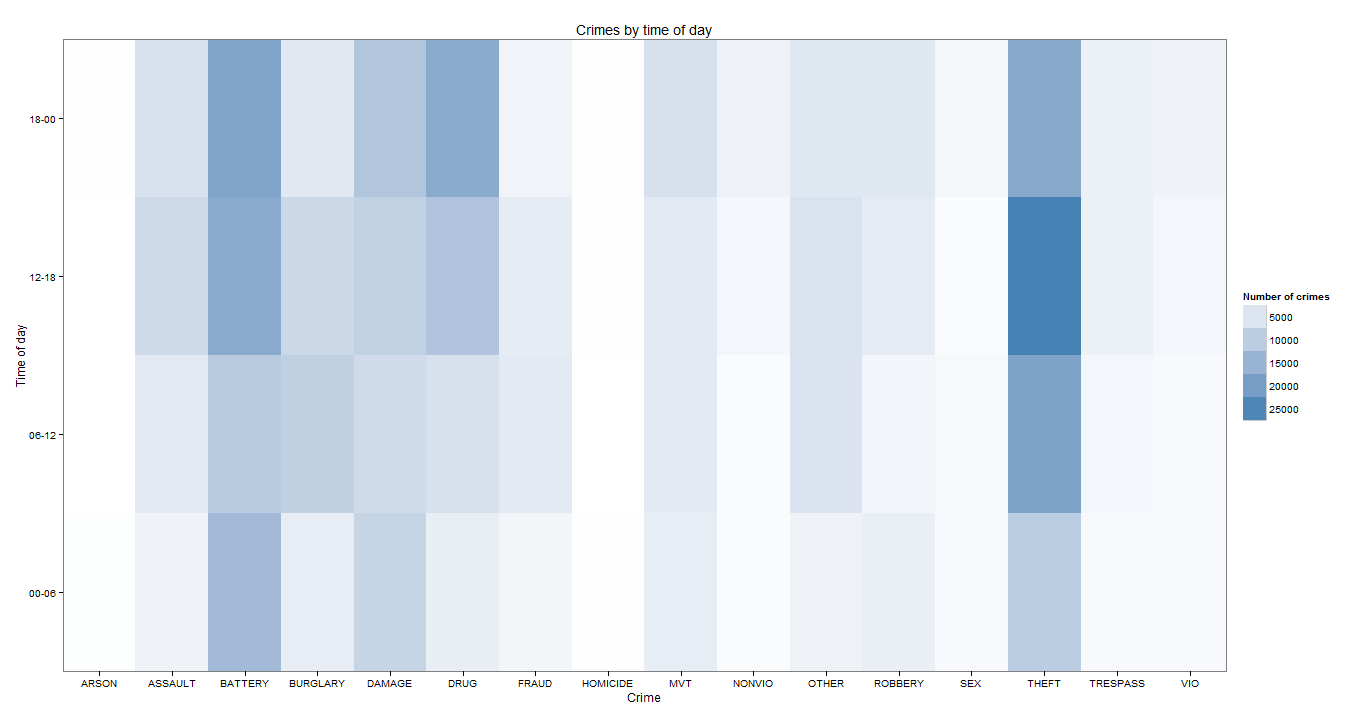 Crimes by time of day
18-00
12-18
06-12
00-06
Time of day
ARSON ASSAULT BATTERY BURGLARY DAMAGE DRUG FRAUD HOMICIDE MVT NONVIO OTHER ROBBERY SEX THEFT TRESPASS VIO
Crime
Number of crimes
5000
10000
15000
20000
25000